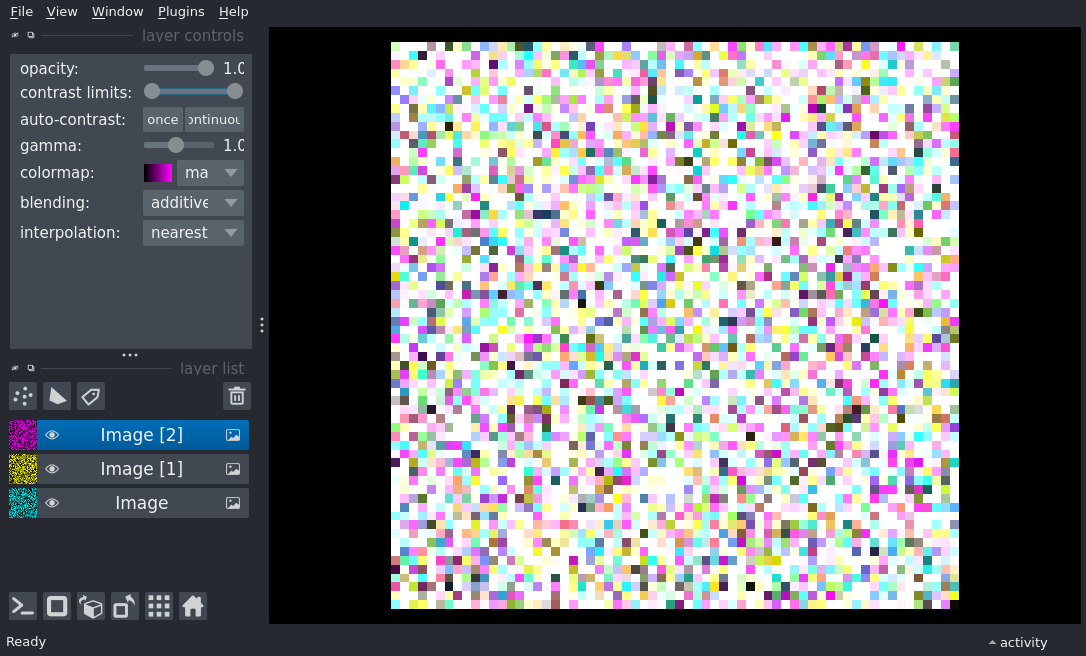 File View Window Plugins Help
layer controls
opacity: 1.0
contrast limits:
auto-contrast: once ontinuou
gamma: 1.0
colormap: ma
blending: additive
interpolation: nearest
layer list
Image [2]
Image [1]
Image
Ready
activity